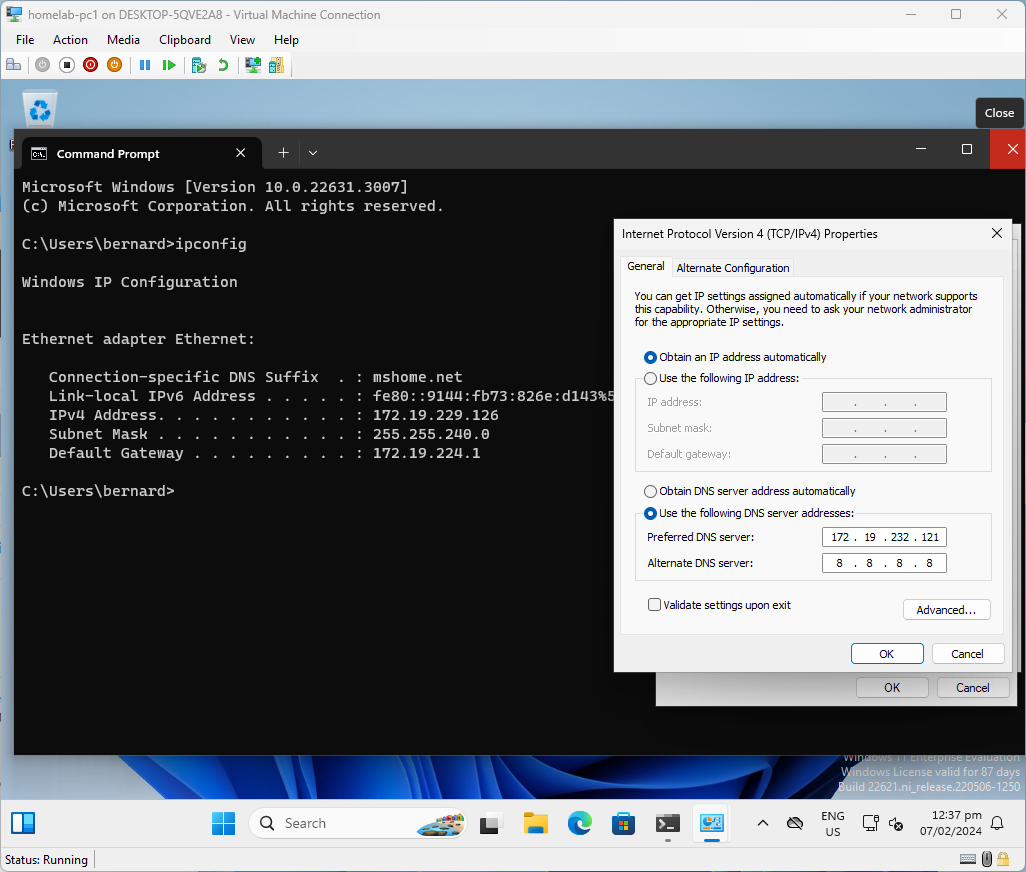 homelab-pc1 on DESKTOP-5QVE2A8 - Virtual Machine Connection
File Action Media Clipboard View Help
Close
Command Prompt
Microsoft Windows [Version 10.0.22631.3007]
(c) Microsoft Corporation. All rights reserved.
C:\Users\bernard>ipconfig
Windows IP Configuration
Ethernet adapter Ethernet:
Connection-specific DNS Suffix . : mshome.net
Link-local IPv6 Address . . . . . : fe80::9144:fb73:826e:d143%5
IPv4 Address. . . . . . . . . . . : 172.19.229.126
Subnet Mask . . . . . . . . . . . : 255.255.240.0
Default Gateway . . . . . . . . . : 172.19.224.1
C:\Users\bernard>
Internet Protocol Version 4 (TCP/IPv4) Properties
General Alternate Configuration
You can get IP settings assigned automatically if your network supports
this capability. Otherwise, you need to ask your network administrator
for the appropriate IP settings.
Obtain an IP address automatically
Use the following IP address:
IP address: . . .
Subnet mask: . . .
Default gateway: . . .
Obtain DNS server address automatically
Use the following DNS server addresses:
Preferred DNS server: 172 . 19 . 232 . 121
Alternate DNS server: 8 . 8 . 8 . 8
Validate settings upon exit
Advanced...
OK Cancel
OK Cancel
Windows 11 Enterprise Evaluation
Windows License valid for 87 days
Build 22621.ni_release.220506-1250
Search
ENG
US
12:37 pm
07/02/2024
Status: Running